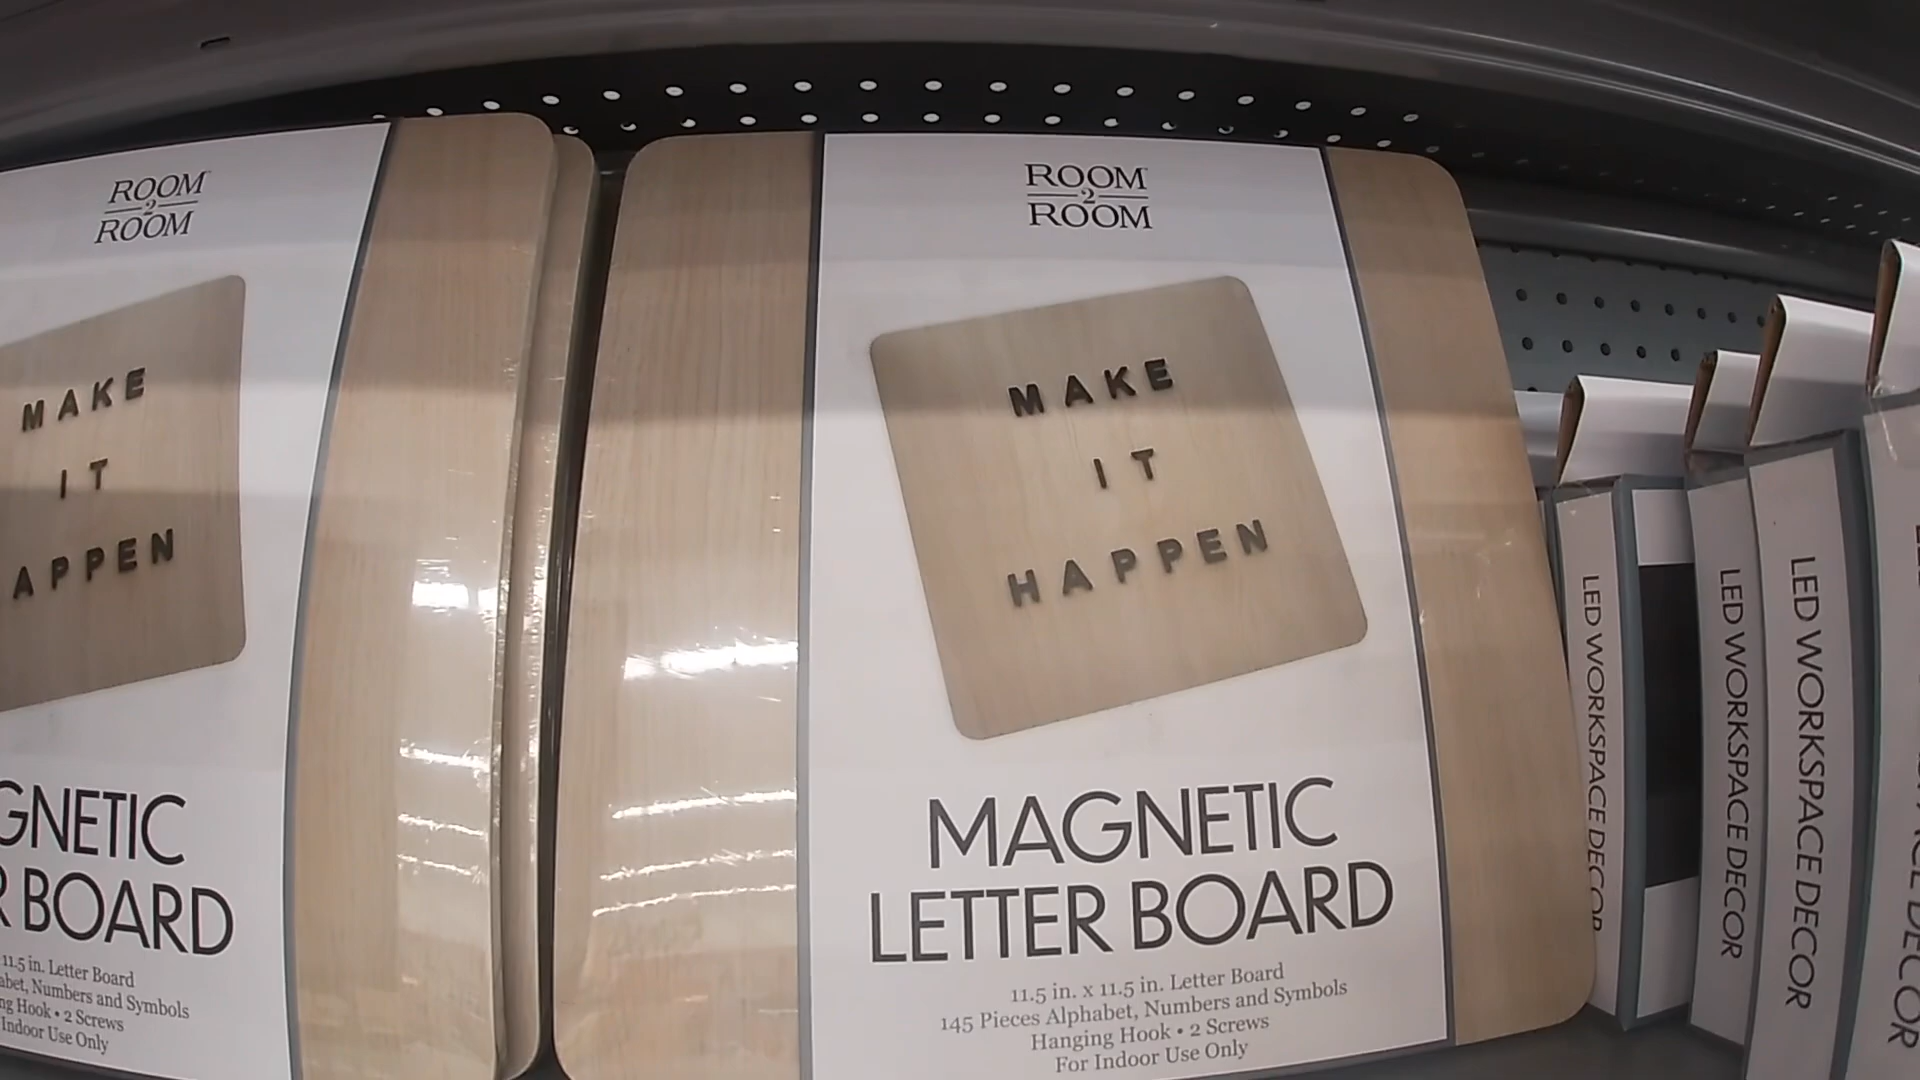 ROOM
2
ROOM
MAKE
IT
APPEN
GNETIC
R BOARD
11.5 in. Letter Board
abet, Numbers and Symbols
ng Hook • 2 Screws
Indoor Use Only
ROOM
2
ROOM
MAKE
IT
HAPPEN
MAGNETIC
LETTER BOARD
11.5 in. x 11.5 in. Letter Board
145 Pieces Alphabet, Numbers and Symbols
Hanging Hook • 2 Screws
For Indoor Use Only
LED WORKSPACE DECOR
LED WORKSPACE DECOR
LED WORKSPACE DECOR
DECOR